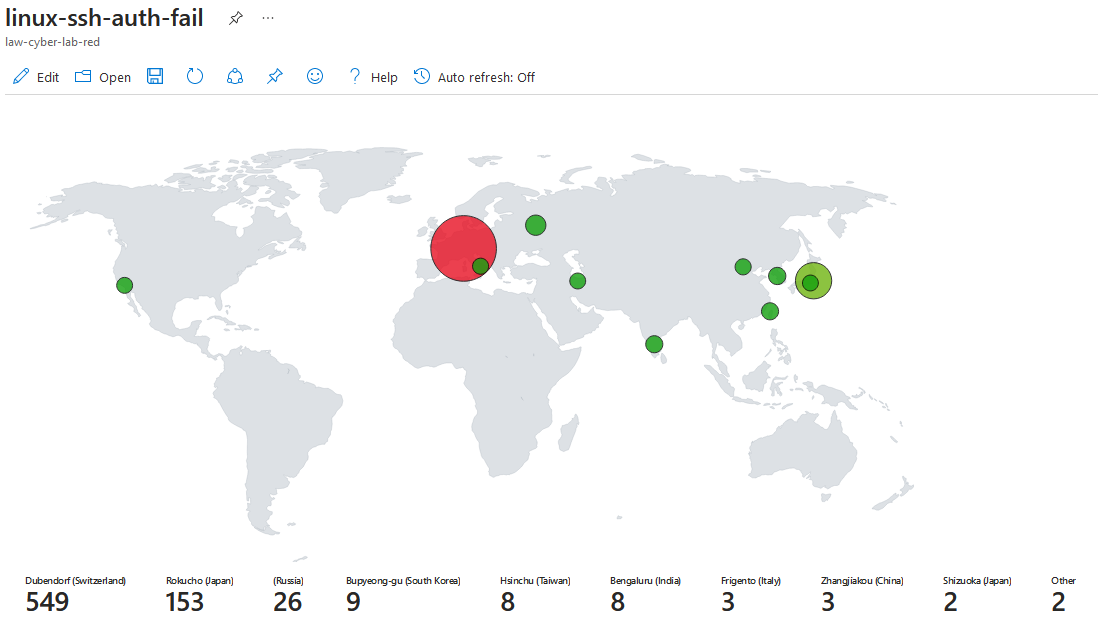 linux-ssh-auth-fail
law-cyber-lab-red
Edit Open Help Auto refresh: Off
Dubendorf (Switzerland) Rokucho (Japan) (Russia) Bupyeong-gu (South Korea) Hsinchu (Taiwan) Bengaluru (India) Frigento (Italy) Zhangjiakou (China) Shizuoka (Japan) Other
549 153 26 9 8 8 3 3 2 2